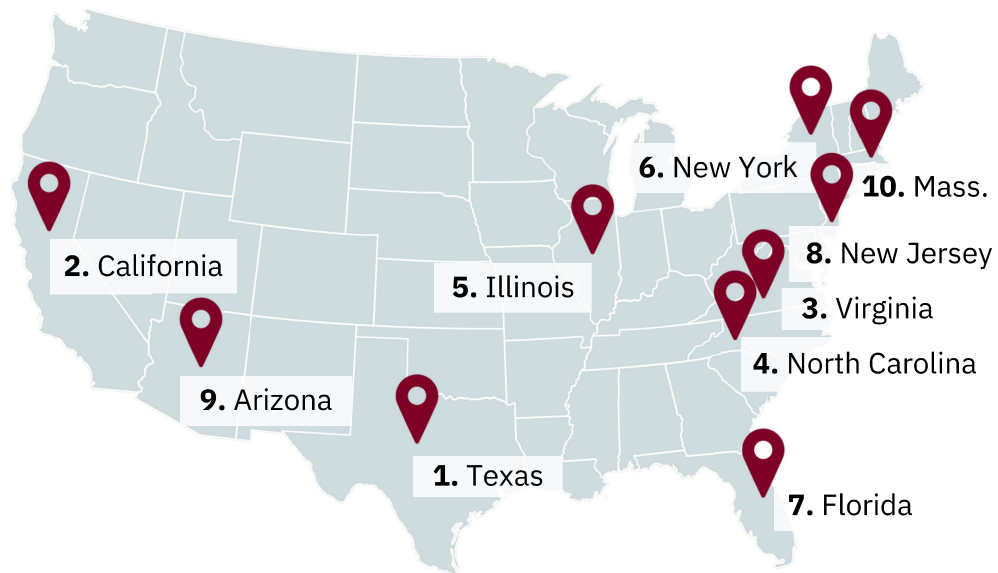 6. New York
10. Mass.
8. New Jersey
2. California
5. Illinois
3. Virginia
4. North Carolina
9. Arizona
1. Texas
7. Florida